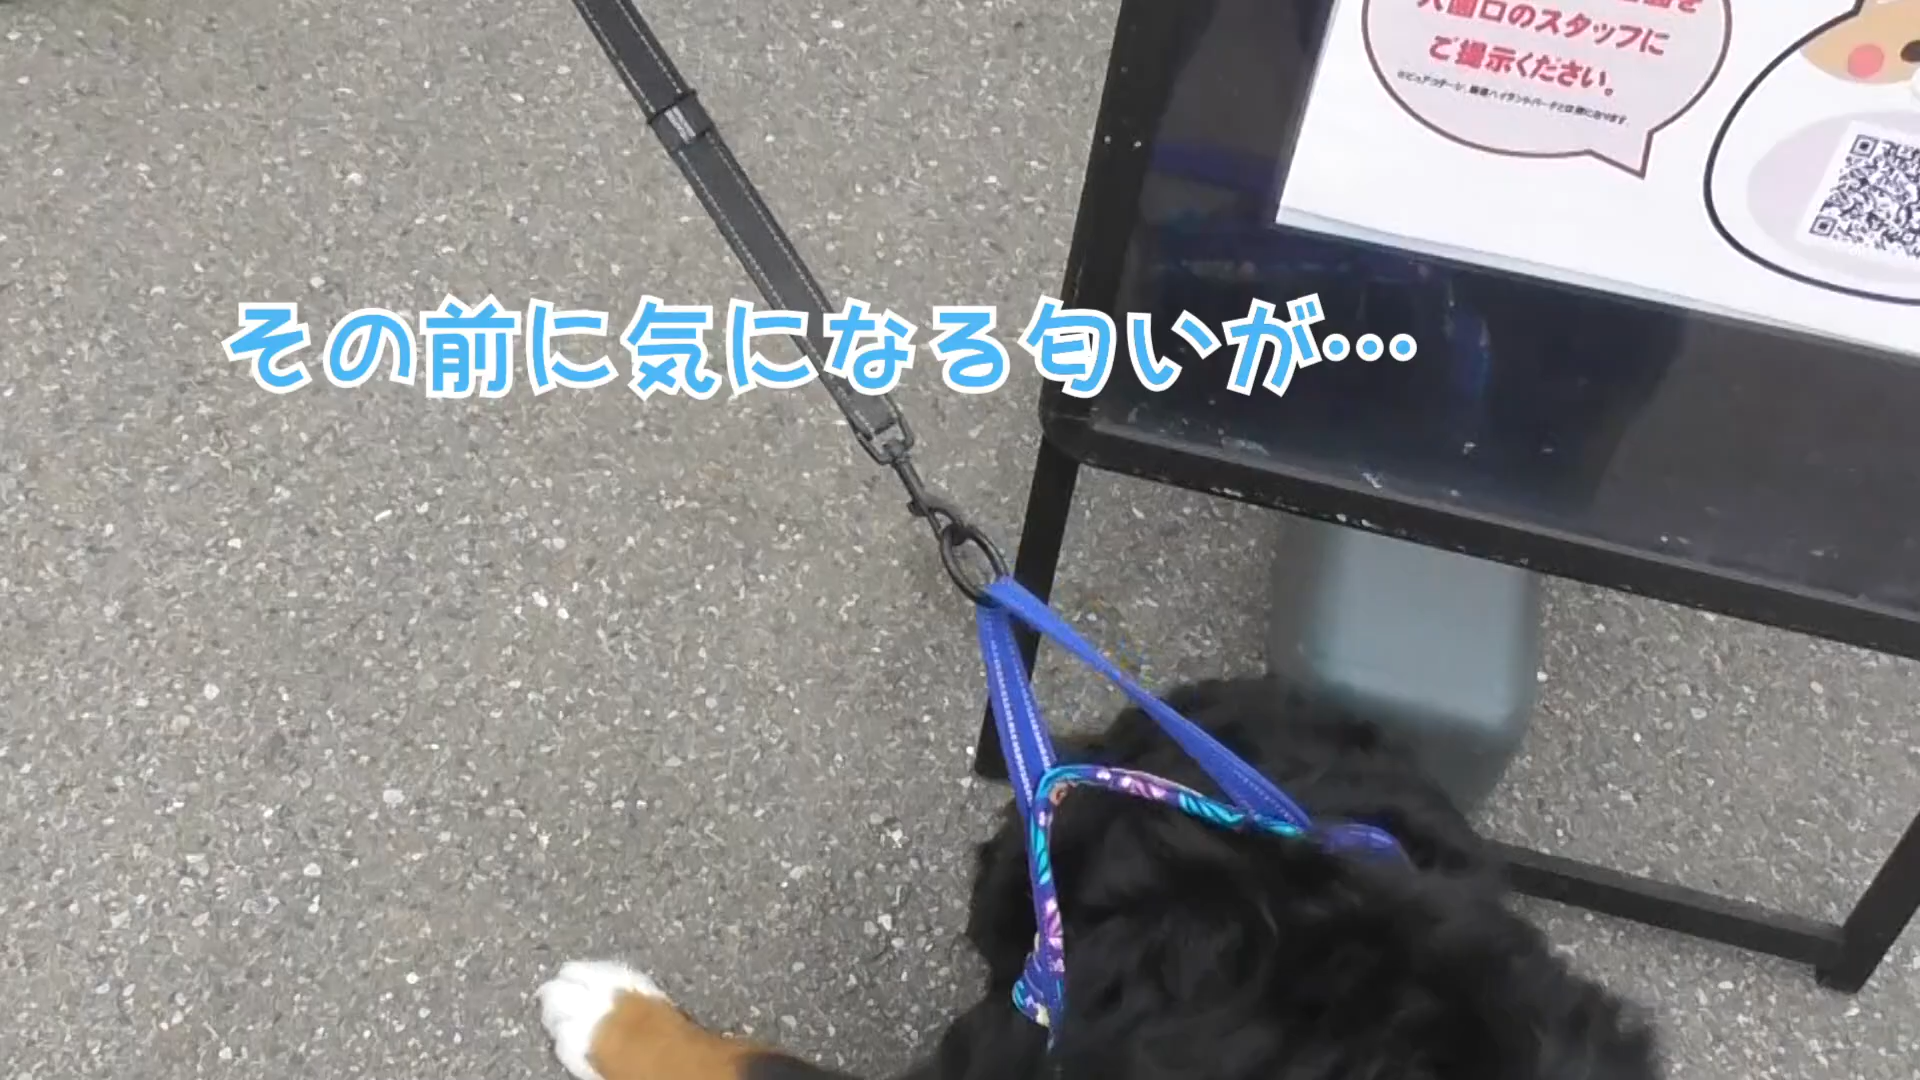 入園口のスタッフに
ご提示ください。
その前に気になる匂いが…